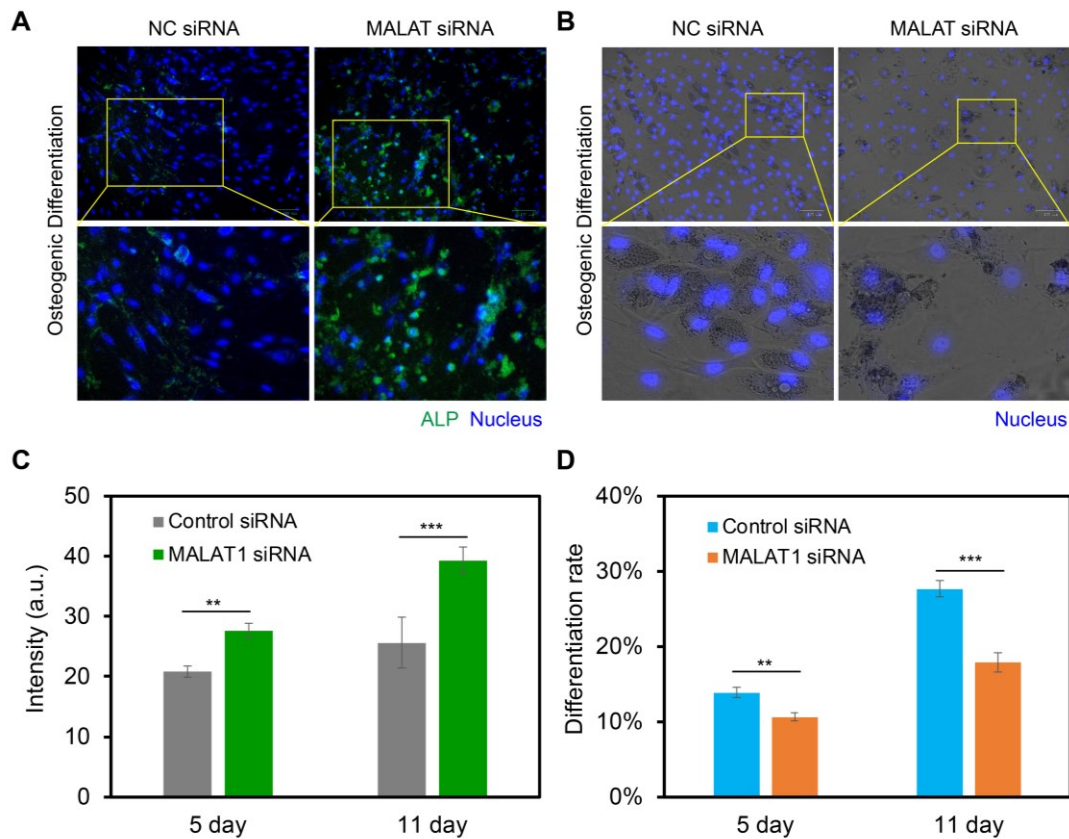 A
NC siRNA
MALAT siRNA
Osteogenic Differentiation
ALP Nucleus
B
NC siRNA
MALAT siRNA
Osteogenic Differentiation
Nucleus
C
50
40
30
20
10
0
Intensity (a.u.)
Control siRNA
MALAT1 siRNA
**
***
5 day
11 day
D
40%
30%
20%
10%
0%
Differentiation rate
Control siRNA
MALAT1 siRNA
**
***
5 day
11 day